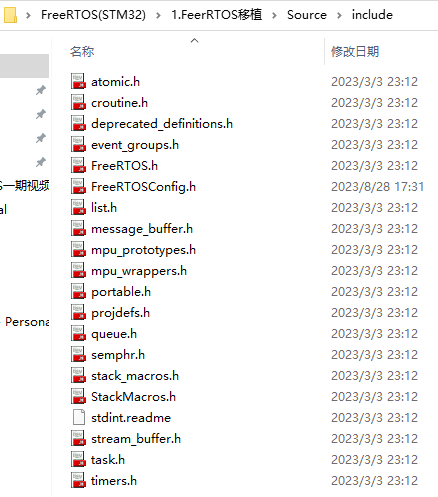 FreeRTOS(STM32) > 1.FeerRTOS移植 > Source > include
名称 修改日期
atomic.h 2023/3/3 23:12
croutine.h 2023/3/3 23:12
deprecated_definitions.h 2023/3/3 23:12
event_groups.h 2023/3/3 23:12
FreeRTOS.h 2023/3/3 23:12
S一期视频 FreeRTOSConfig.h 2023/8/28 17:31
al list.h 2023/3/3 23:12
message_buffer.h 2023/3/3 23:12
mpu_prototypes.h 2023/3/3 23:12
mpu_wrappers.h 2023/3/3 23:12
portable.h 2023/3/3 23:12
Persona projdefs.h 2023/3/3 23:12
queue.h 2023/3/3 23:12
semphr.h 2023/3/3 23:12
stack_macros.h 2023/3/3 23:12
StackMacros.h 2023/3/3 23:12
stdint.readme 2023/3/3 23:12
stream_buffer.h 2023/3/3 23:12
task.h 2023/3/3 23:12
timers.h 2023/3/3 23:12